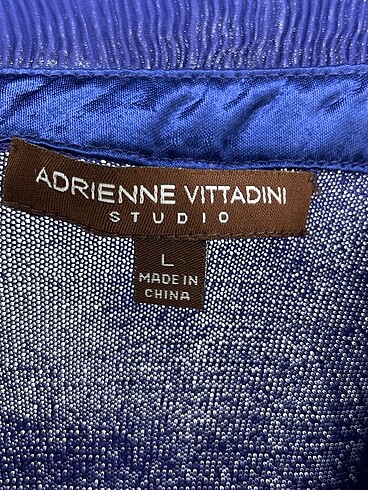 ADRIENNE VITTADINI
STUDIO
L
MADE IN
CHINA